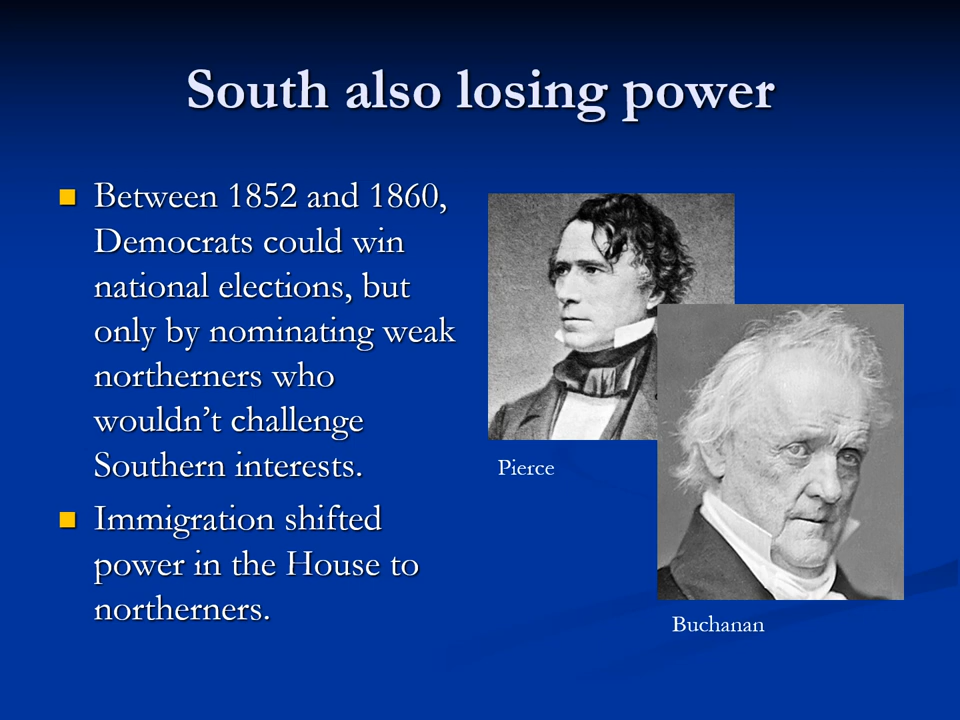 South also losing power
Between 1852 and 1860,
Democrats could win
national elections, but
only by nominating weak
northerners who
wouldn’t challenge
Southern interests.
Immigration shifted
power in the House to
northerners.
Pierce
Buchanan